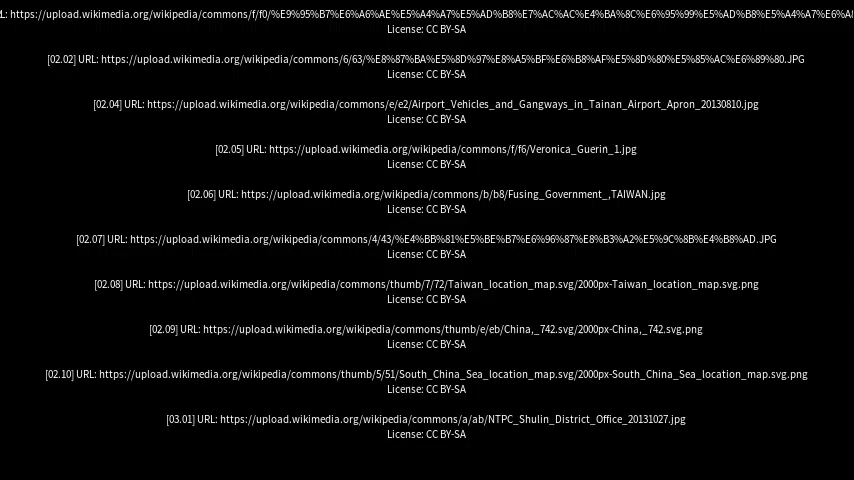 : https://upload.wikimedia.org/wikipedia/commons/f/f0/%E9%95%B7%E6%A6%AE%E5%A4%A7%E5%AD%B8%E7%AC%AC%E4%BA%8C%E6%95%99%E5%AD%B8%E5%A4%A7%E6%A
License: CC BY-SA
[02.02] URL: https://upload.wikimedia.org/wikipedia/commons/6/63/%E8%87%BA%E5%8D%97%E8%A5%BF%E6%B8%AF%E5%8D%80%E5%85%AC%E6%89%80.JPG
License: CC BY-SA
[02.04] URL: https://upload.wikimedia.org/wikipedia/commons/e/e2/Airport_Vehicles_and_Gangways_in_Tainan_Airport_Apron_20130810.jpg
License: CC BY-SA
[02.05] URL: https://upload.wikimedia.org/wikipedia/commons/f/f6/Veronica_Guerin_1.jpg
License: CC BY-SA
[02.06] URL: https://upload.wikimedia.org/wikipedia/commons/b/b8/Fusing_Government_,TAIWAN.jpg
License: CC BY-SA
[02.07] URL: https://upload.wikimedia.org/wikipedia/commons/4/43/%E4%BB%81%E5%BE%B7%E6%96%87%E8%B3%A2%E5%9C%8B%E4%B8%AD.JPG
License: CC BY-SA
[02.08] URL: https://upload.wikimedia.org/wikipedia/commons/thumb/7/72/Taiwan_location_map.svg/2000px-Taiwan_location_map.svg.png
License: CC BY-SA
[02.09] URL: https://upload.wikimedia.org/wikipedia/commons/thumb/e/eb/China,_742.svg/2000px-China,_742.svg.png
License: CC BY-SA
[02.10] URL: https://upload.wikimedia.org/wikipedia/commons/thumb/5/51/South_China_Sea_location_map.svg/2000px-South_China_Sea_location_map.svg.png
License: CC BY-SA
[03.01] URL: https://upload.wikimedia.org/wikipedia/commons/a/ab/NTPC_Shulin_District_Office_20131027.jpg
License: CC BY-SA